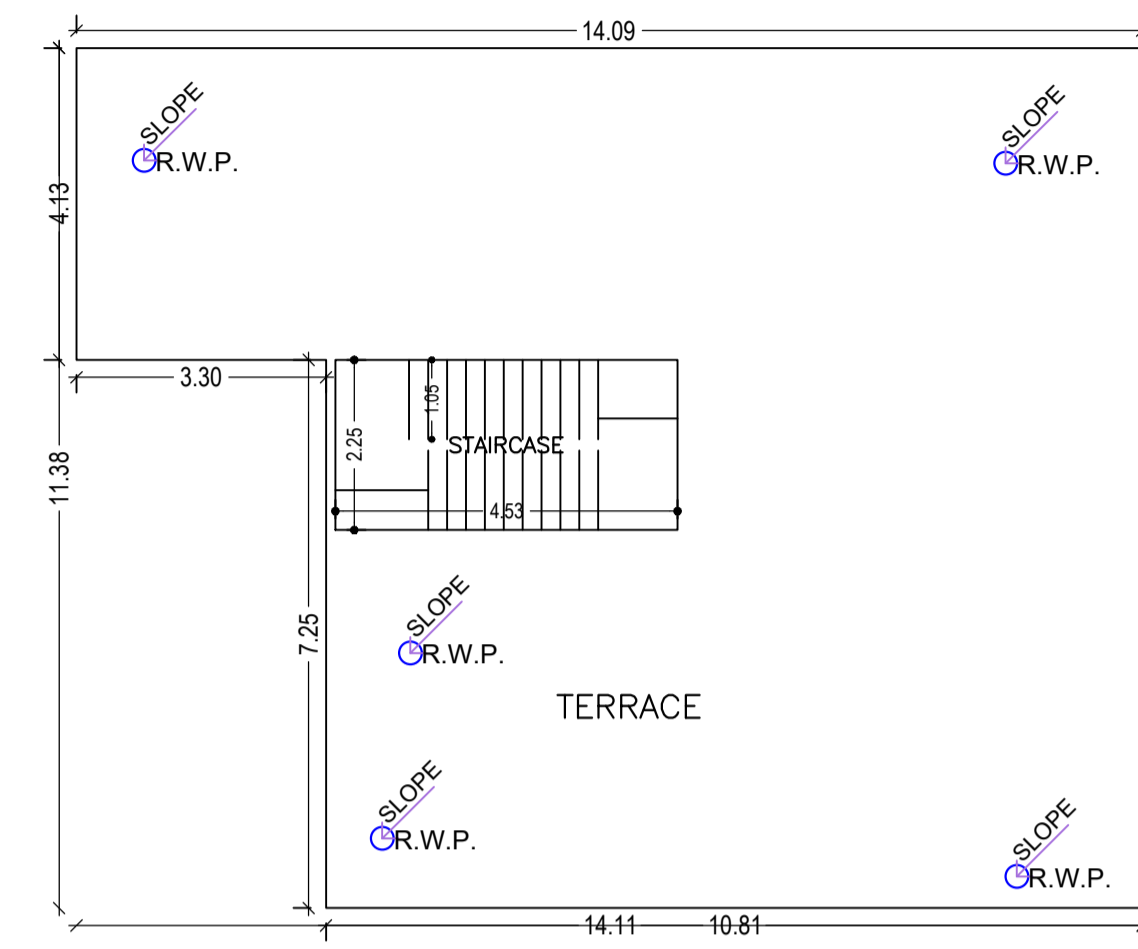 14.09
SLOPE
R.W.P.
SLOPE
R.W.P.
4.13
3.30
1.05
2.25
STAIRCASE
4.53
11.38
7.25
SLOPE
R.W.P.
TERRACE
SLOPE
R.W.P.
SLOPE
R.W.P.
14.11
10.81